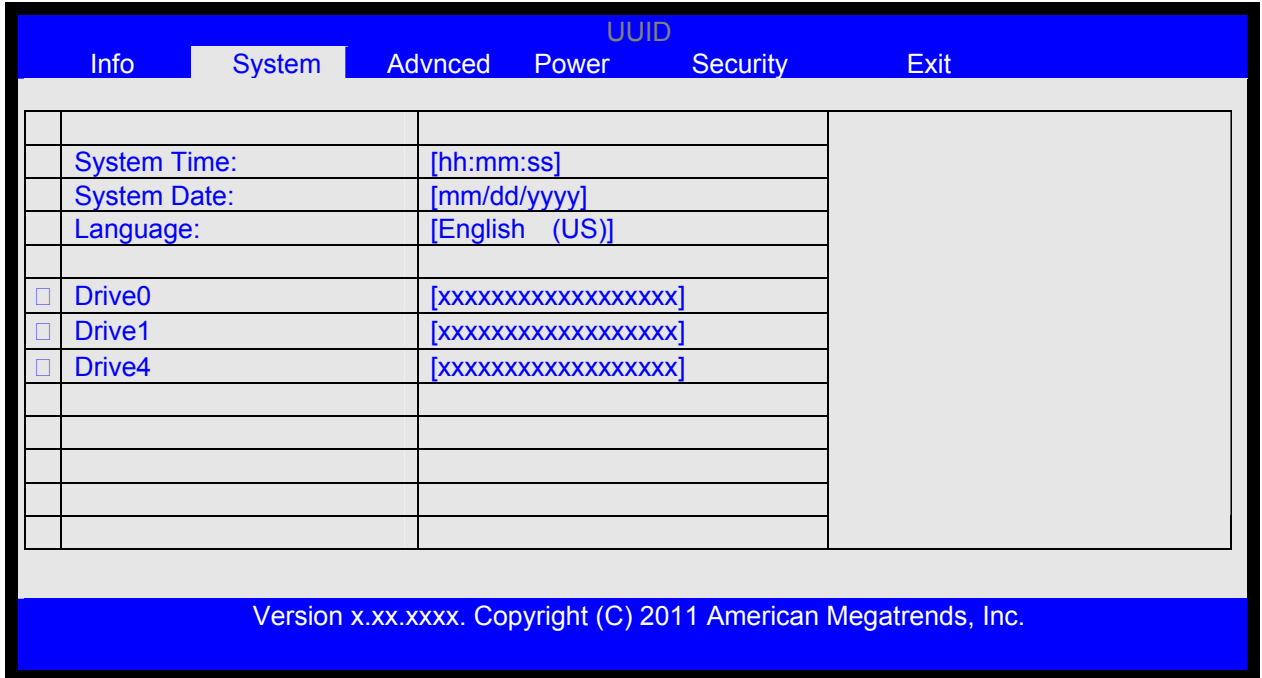 UUID
Info System Advnced Power Security Exit
System Time: [hh:mm:ss]
System Date: [mm/dd/yyyy]
Language: [English (US)]
Drive0 [xxxxxxxxxxxxxxxxxx]
Drive1 [xxxxxxxxxxxxxxxxxx]
Drive4 [xxxxxxxxxxxxxxxxxx]
Version x.xx.xxxx. Copyright (C) 2011 American Megatrends, Inc.